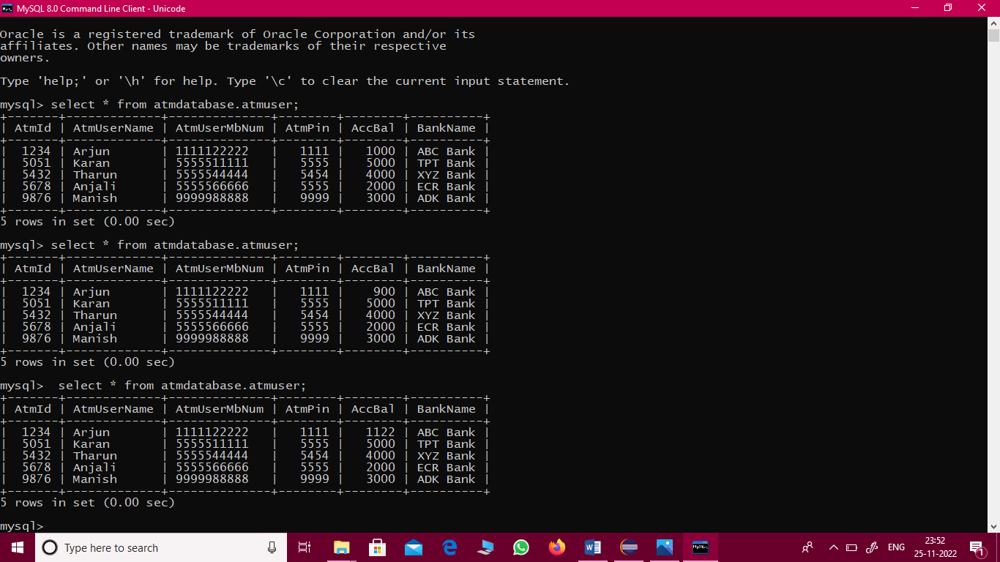 MySQL 8.0 Command Line Client - Unicode
Oracle is a registered trademark of Oracle Corporation and/or its
affiliates. Other names may be trademarks of their respective
owners.
Type 'help;' or '\h' for help. Type '\c' to clear the current input statement.
mysql> select * from atmdatabase.atmuser;
+-------+-------------+--------------+--------+--------+----------+
| AtmId | AtmUserName | AtmUserMbNum | AtmPin | AccBal | BankName |
+-------+-------------+--------------+--------+--------+----------+
|  1234 | Arjun       | 1111122222   |   1111 |   1000 | ABC Bank |
|  5051 | Karan       | 5555511111   |   5555 |   5000 | TPT Bank |
|  5432 | Tharun      | 5555544444   |   5454 |   4000 | XYZ Bank |
|  5678 | Anjali      | 5555566666   |   5555 |   2000 | ECR Bank |
|  9876 | Manish      | 9999988888   |   9999 |   3000 | ADK Bank |
+-------+-------------+--------------+--------+--------+----------+
5 rows in set (0.00 sec)
mysql> select * from atmdatabase.atmuser;
+-------+-------------+--------------+--------+--------+----------+
| AtmId | AtmUserName | AtmUserMbNum | AtmPin | AccBal | BankName |
+-------+-------------+--------------+--------+--------+----------+
|  1234 | Arjun       | 1111122222   |   1111 |    900 | ABC Bank |
|  5051 | Karan       | 5555511111   |   5555 |   5000 | TPT Bank |
|  5432 | Tharun      | 5555544444   |   5454 |   4000 | XYZ Bank |
|  5678 | Anjali      | 5555566666   |   5555 |   2000 | ECR Bank |
|  9876 | Manish      | 9999988888   |   9999 |   3000 | ADK Bank |
+-------+-------------+--------------+--------+--------+----------+
5 rows in set (0.00 sec)
mysql>  select * from atmdatabase.atmuser;
+-------+-------------+--------------+--------+--------+----------+
| AtmId | AtmUserName | AtmUserMbNum | AtmPin | AccBal | BankName |
+-------+-------------+--------------+--------+--------+----------+
|  1234 | Arjun       | 1111122222   |   1111 |   1122 | ABC Bank |
|  5051 | Karan       | 5555511111   |   5555 |   5000 | TPT Bank |
|  5432 | Tharun      | 5555544444   |   5454 |   4000 | XYZ Bank |
|  5678 | Anjali      | 5555566666   |   5555 |   2000 | ECR Bank |
|  9876 | Manish      | 9999988888   |   9999 |   3000 | ADK Bank |
+-------+-------------+--------------+--------+--------+----------+
5 rows in set (0.00 sec)
mysql>
Type here to search
ENG
23:52
25-11-2022
1